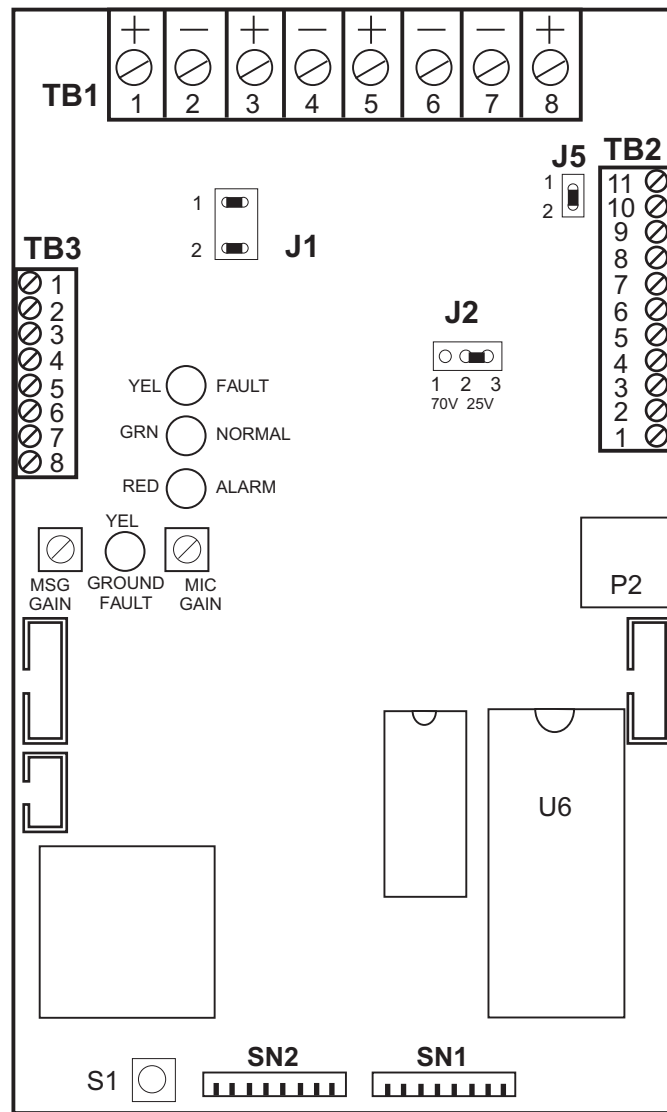 + − + − + − − +
TB1 1 2 3 4 5 6 7 8
J5 TB2
1
2
11
10
9
8
7
6
5
4
3
2
1
1
2
J1
TB3
1
2
3
4
5
6
7
8
J2
1 2 3
70V 25V
YEL FAULT
GRN NORMAL
RED ALARM
YEL
MSG
GAIN
GROUND
FAULT
MIC
GAIN
P2
U6
S1
SN2
SN1